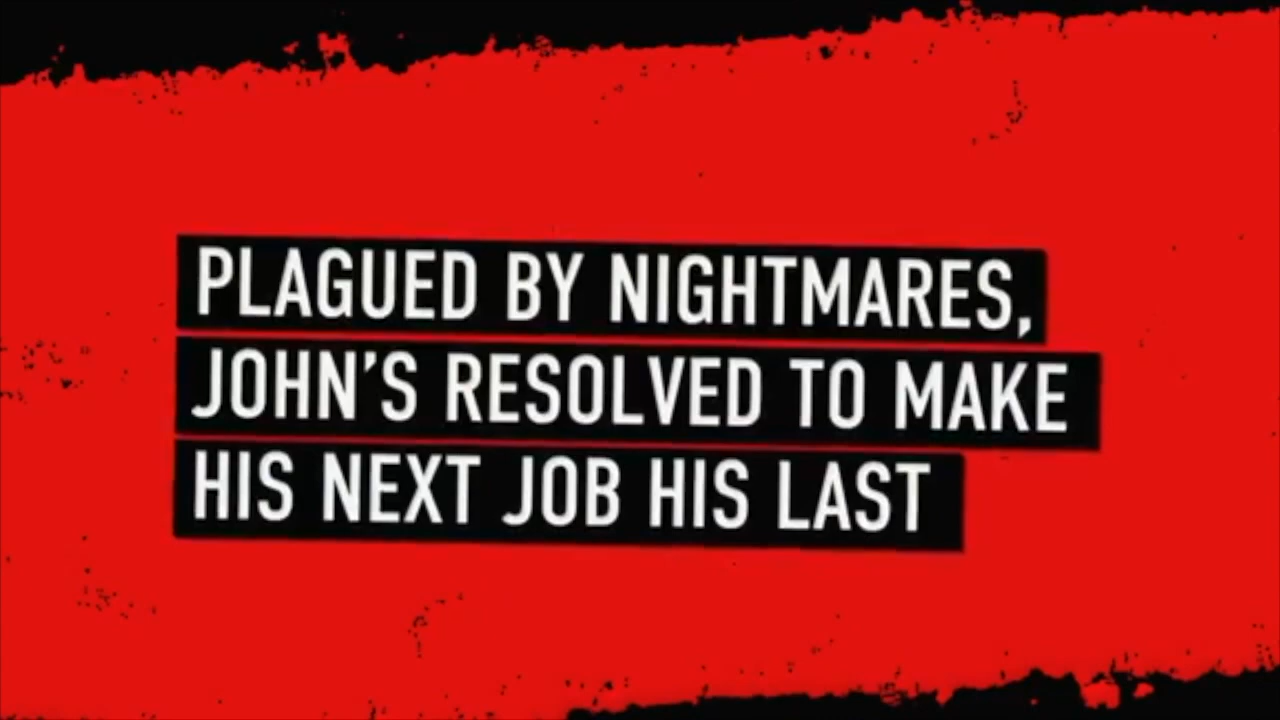 PLAGUED BY NIGHTMARES,
JOHN’S RESOLVED TO MAKE
HIS NEXT JOB HIS LAST